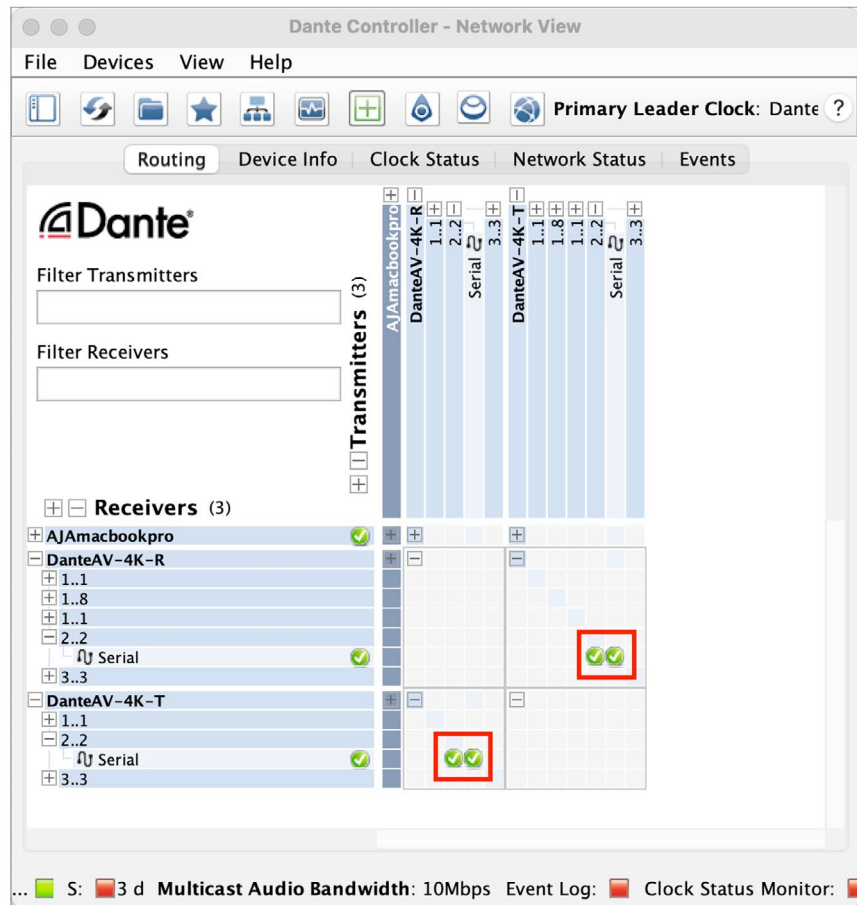 Dante Controller - Network View
File Devices View Help
Primary Leader Clock: Dante ?
Routing Device Info Clock Status Network Status Events
Dante®
Filter Transmitters
Filter Receivers
Transmitters (3)
AJAmacbookpro
DanteAV-4K-R
1..1
2..2
Serial
3..3
DanteAV-4K-T
1..1
1..8
1..1
2..2
Serial
3..3
Receivers (3)
AJAmacbookpro
DanteAV-4K-R
1..1
1..8
1..1
2..2
Serial
3..3
DanteAV-4K-T
1..1
2..2
Serial
3..3
... S: 3 d Multicast Audio Bandwidth: 10Mbps Event Log: Clock Status Monitor: